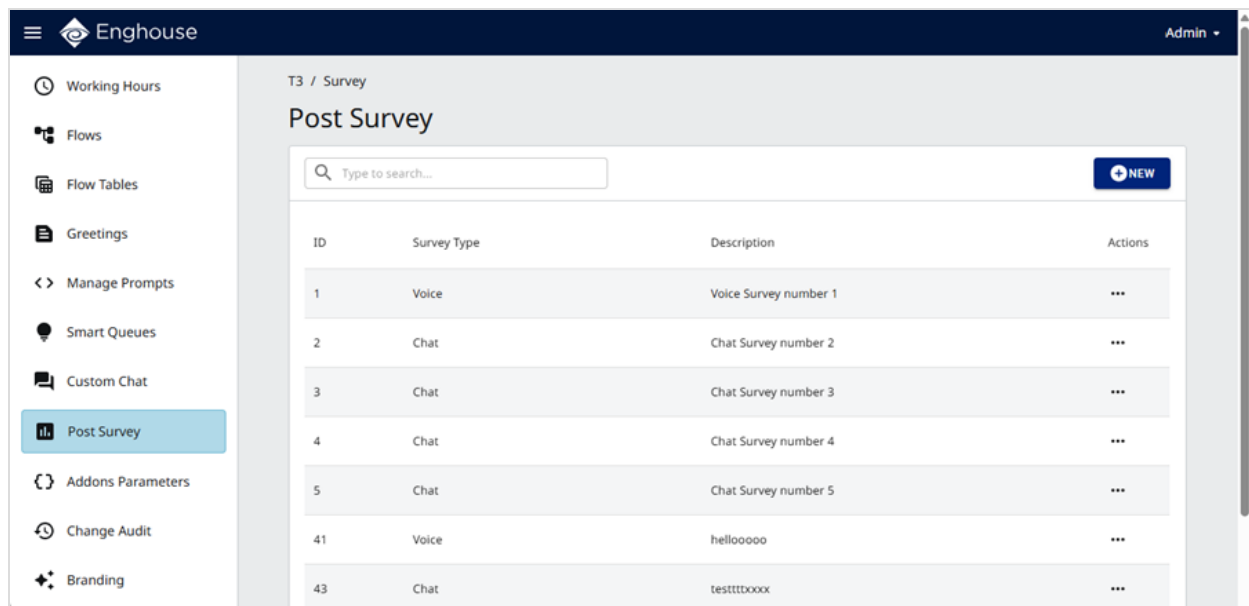 Enghouse
Admin
Working Hours
Flows
Flow Tables
Greetings
Manage Prompts
Smart Queues
Custom Chat
Post Survey
Addons Parameters
Change Audit
Branding
T3 / Survey
Post Survey
Type to search...
NEW
ID Survey Type Description Actions
1 Voice Voice Survey number 1
2 Chat Chat Survey number 2
3 Chat Chat Survey number 3
4 Chat Chat Survey number 4
5 Chat Chat Survey number 5
41 Voice hellooooo
43 Chat testtttxxxx